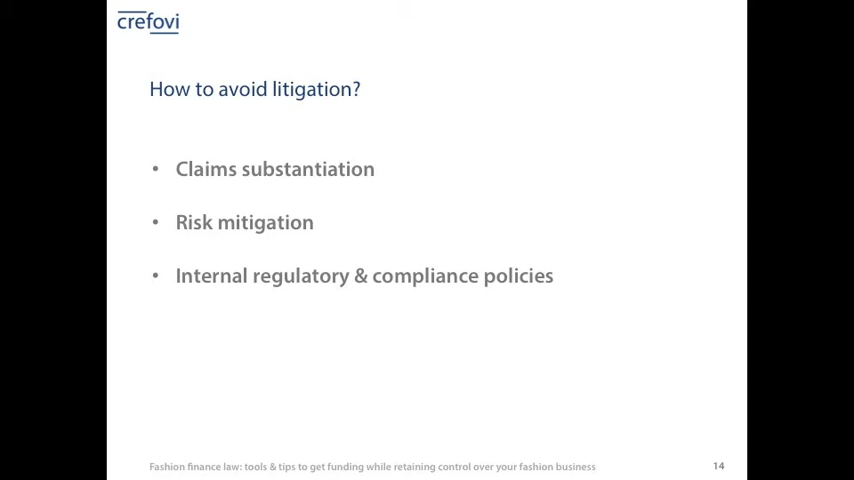 crefovi
How to avoid litigation?
• Claims substantiation
• Risk mitigation
• Internal regulatory & compliance policies
Fashion finance law: tools & tips to get funding while retaining control over your fashion business 14